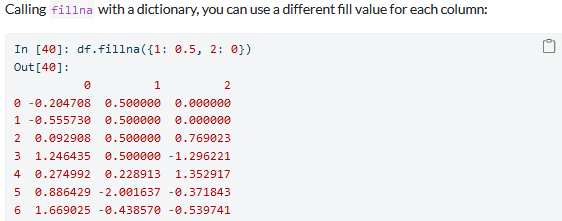 Calling fillna with a dictionary, you can use a different fill value for each column:
In [40]: df.fillna({1: 0.5, 2: 0})
Out[40]:
          0         1         2
0 -0.204708  0.500000  0.000000
1 -0.555730  0.500000  0.000000
2  0.092908  0.500000  0.769023
3  1.246435  0.500000 -1.296221
4  0.274992  0.228913  1.352917
5  0.886429 -2.001637 -0.371843
6  1.669025 -0.438570 -0.539741